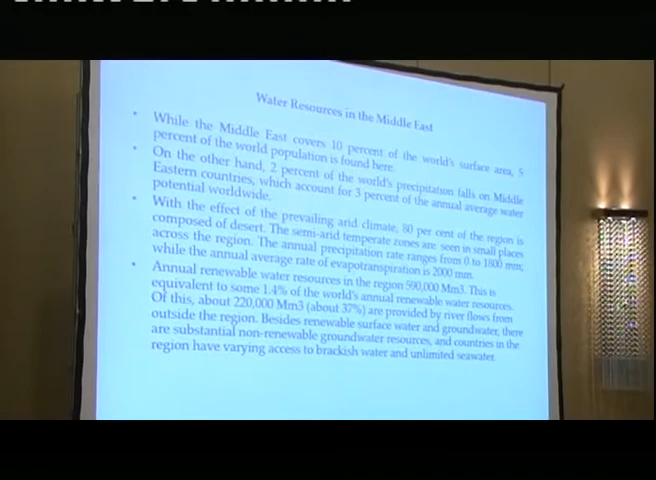 Water Resources in the Middle East
• While the Middle East covers 10 percent of the world's surface area, 5
percent of the world population is found here.
• On the other hand, 2 percent of the world's precipitation falls on Middle
Eastern countries, which account for 3 percent of the annual average water
potential worldwide.
• With the effect of the prevailing arid climate, 80 per cent of the region is
composed of desert. The semi-arid temperate zones are seen in small places
across the region. The annual precipitation rate ranges from 0 to 1800 mm;
while the annual average rate of evapotranspiration is 2000 mm.
• Annual renewable water resources in the region 590,000 Mm3. This is
equivalent to some 1.4% of the world's annual renewable water resources.
Of this, about 220,000 Mm3 (about 37%) are provided by river flows from
outside the region. Besides renewable surface water and groundwater, there
are substantial non-renewable groundwater resources, and countries in the
region have varying access to brackish water and unlimited seawater.